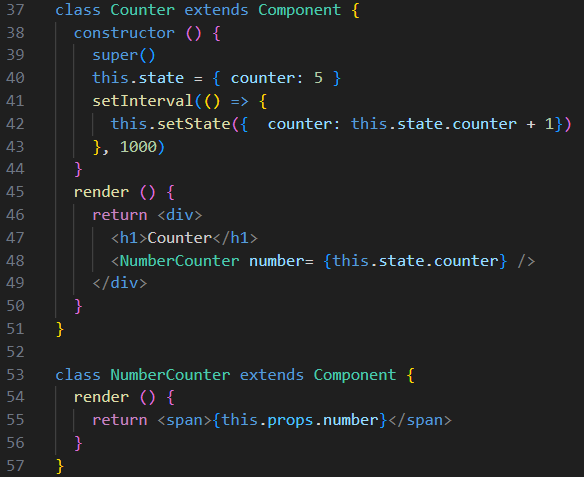 37 class Counter extends Component {
38   constructor () {
39     super()
40     this.state = { counter: 5 }
41     setInterval(() => {
42       this.setState({  counter: this.state.counter + 1})
43     }, 1000)
44   }
45   render () {
46     return <div>
47       <h1>Counter</h1>
48       <NumberCounter number= {this.state.counter} />
49     </div>
50   }
51 }
52
53 class NumberCounter extends Component {
54   render () {
55     return <span>{this.props.number}</span>
56   }
57 }